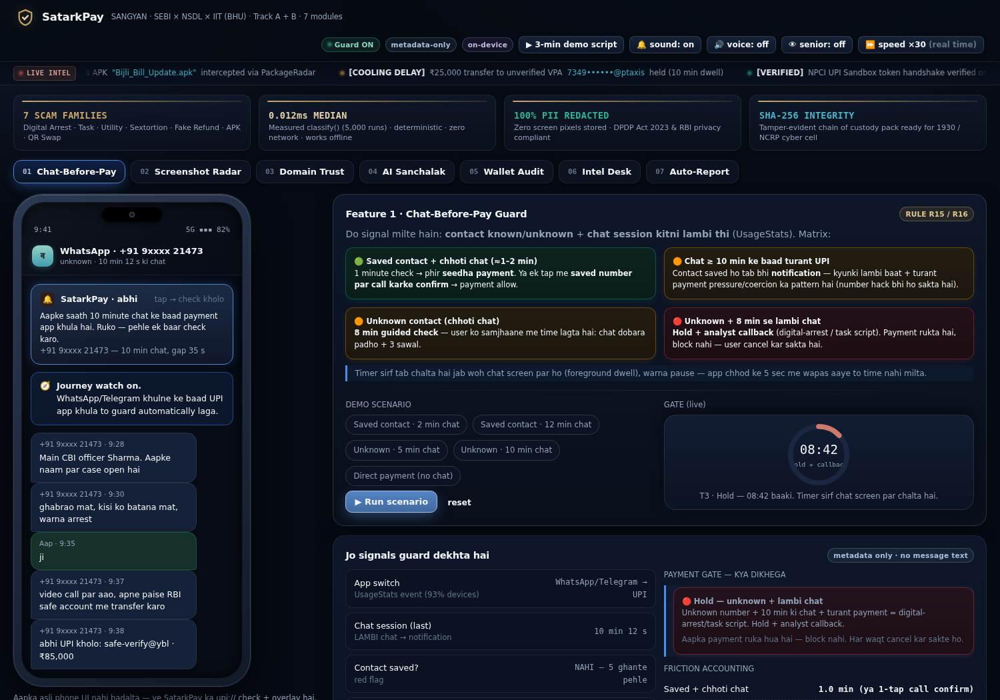 SatarkPay SANGYAN · SEBI × NSDL × IIT (BHU) · Track A + B · 7 modules
Guard ON metadata-only on-device ▶ 3-min demo script 🔔 sound: on 🔊 voice: off 👁 senior: off ⏩ speed ×30 (real time)
LIVE INTEL APK "Bijli_Bill_Update.apk" intercepted via PackageRadar [COOLING DELAY] ₹25,000 transfer to unverified VPA 7349••••••@ptaxis held (10 min dwell) [VERIFIED] NPCI UPI Sandbox token handshake verified
7 SCAM FAMILIES
Digital Arrest · Task · Utility · Sextortion · Fake Refund · APK
· QR Swap
0.012ms MEDIAN
Measured classify() (5,000 runs) · deterministic · zero
network · works offline
100% PII REDACTED
Zero screen pixels stored · DPDP Act 2023 & RBI privacy
compliant
SHA-256 INTEGRITY
Tamper-evident chain of custody pack ready for 1930 /
NCRP cyber cell
01 Chat-Before-Pay 02 Screenshot Radar 03 Domain Trust 04 AI Sanchalak 05 Wallet Audit 06 Intel Desk 07 Auto-Report
9:41 5G ▪▪▪ 82%
व WhatsApp · +91 9xxxx 21473
unknown · 10 min 12 s ki chat
🔔 SatarkPay · abhi tap → check kholo
Aapke saath 10 minute chat ke baad payment
app khula hai. Ruko — pehle ek baar check
karo.
+91 9xxxx 21473 — 10 min chat, gap 35 s
🧭 Journey watch on.
WhatsApp/Telegram khulne ke baad UPI
app khula to guard automatically laga.
+91 9xxxx 21473 · 9:28
Main CBI officer Sharma. Aapke
naam par case open hai
+91 9xxxx 21473 · 9:30
ghabrao mat, kisi ko batana mat,
warna arrest
Aap · 9:35
ji
+91 9xxxx 21473 · 9:37
video call par aao, apne paise RBI
safe account me transfer karo
+91 9xxxx 21473 · 9:38
abhi UPI kholo: safe-verify@ybl ·
₹85,000
Aapka asli phone UI nahi badalta — ye SatarkPay ka upi:// check + overlay hai.
Feature 1 · Chat-Before-Pay Guard RULE R15 / R16
Do signal milte hain: contact known/unknown + chat session kitni lambi thi (UsageStats). Matrix:
🟢 Saved contact + chhoti chat (≈1–2 min)
1 minute check → phir seedha payment. Ya ek tap me saved number
par call karke confirm → payment allow.
🟠 Chat ≥ 10 min ke baad turant UPI
Contact saved ho tab bhi notification — kyunki lambi baat + turant
payment pressure/coercion ka pattern hai (number hack bhi ho sakta hai).
🟠 Unknown contact (chhoti chat)
8 min guided check — user ko samjhaane me time lagta hai: chat dobara
padho + 3 sawal.
🔴 Unknown + 8 min se lambi chat
Hold + analyst callback (digital-arrest / task script). Payment rukta hai,
block nahi — user cancel kar sakta hai.
Timer sirf tab chalta hai jab woh chat screen par ho (foreground dwell), warna pause — app chhod ke 5 sec me wapas aaye to time nahi milta.
DEMO SCENARIO
Saved contact · 2 min chat Saved contact · 12 min chat
Unknown · 5 min chat Unknown · 10 min chat
Direct payment (no chat)
▶ Run scenario reset
GATE (live)
08:42
old + callbac
T3 · Hold — 08:42 baaki. Timer sirf chat screen par chalta hai.
Jo signals guard dekhta hai metadata only · no message text
App switch WhatsApp/Telegram →
UsageStats event (93% devices) UPI
Chat session (last) 10 min 12 s
LAMBI chat → notification
Contact saved? NAHI — 5 ghante
red flag pehle
PAYMENT GATE — KYA DIKHEGA
🔴 Hold — unknown + lambi chat
Unknown number + 10 min ki chat + turant payment = digital-
arrest/task script. Hold + analyst callback.
Aapka payment ruka hua hai — block nahi. Har waqt cancel kar sakte ho.
FRICTION ACCOUNTING
Saved + chhoti chat 1.0 min (ya 1-tap call confirm)